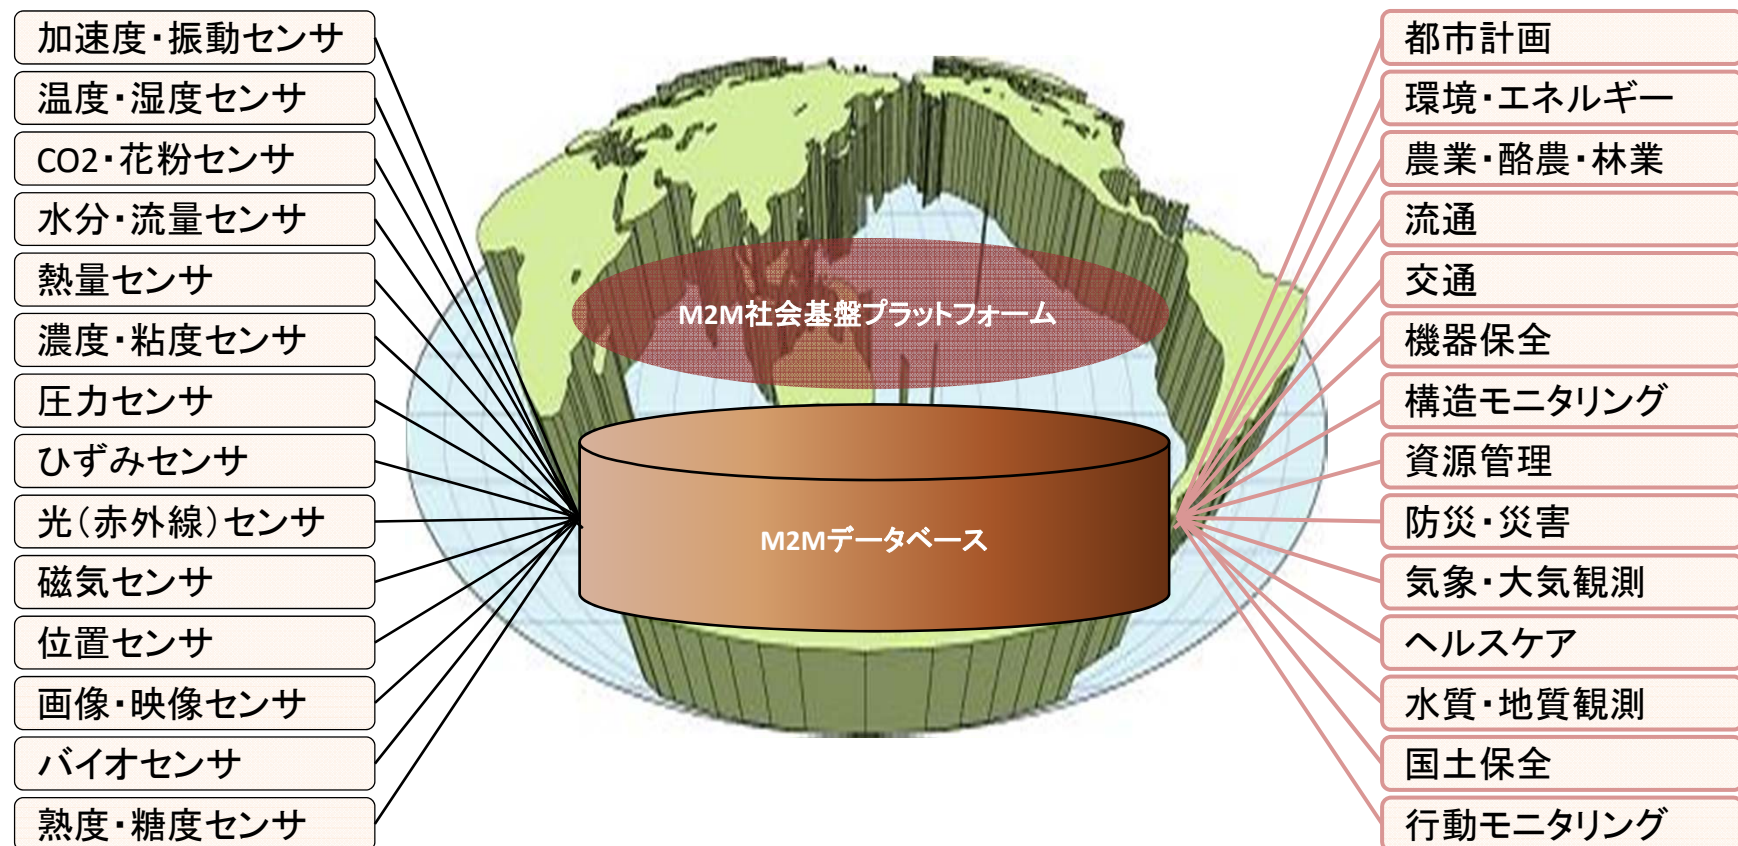 加速度・振動センサ
温度・湿度センサ
CO2・花粉センサ
水分・流量センサ
熱量センサ
濃度・粘度センサ
圧力センサ
ひずみセンサ
光（赤外線）センサ
磁気センサ
位置センサ
画像・映像センサ
バイオセンサ
熟度・糖度センサ
M2M社会基盤プラットフォーム
M2Mデータベース
都市計画
環境・エネルギー
農業・酪農・林業
流通
交通
機器保全
構造モニタリング
資源管理
防災・災害
気象・大気観測
ヘルスケア
水質・地質観測
国土保全
行動モニタリング